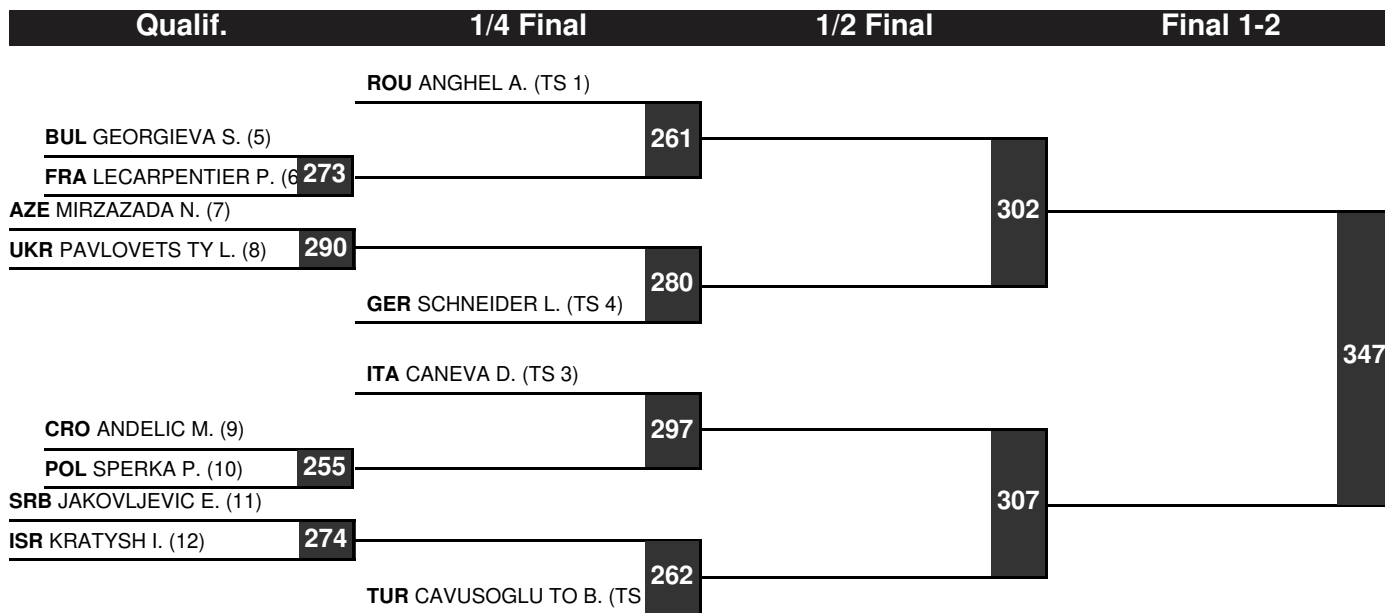 Qualif. 1/4 Final 1/2 Final Final 1-2
ROU ANGHEL A. (TS 1)
BUL GEORGIEVA S. (5)
261
FRA LECARPENTIER P. (6
273
AZE MIRZAZADA N. (7)
302
UKR PAVLOVETS TY L. (8)
290
280
GER SCHNEIDER L. (TS 4)
347
ITA CANEVA D. (TS 3)
CRO ANDELIC M. (9)
297
POL SPERKA P. (10)
255
SRB JAKOVLJEVIC E. (11)
307
ISR KRATYSH I. (12)
274
262
TUR CAVUSOGLU TO B. (TS